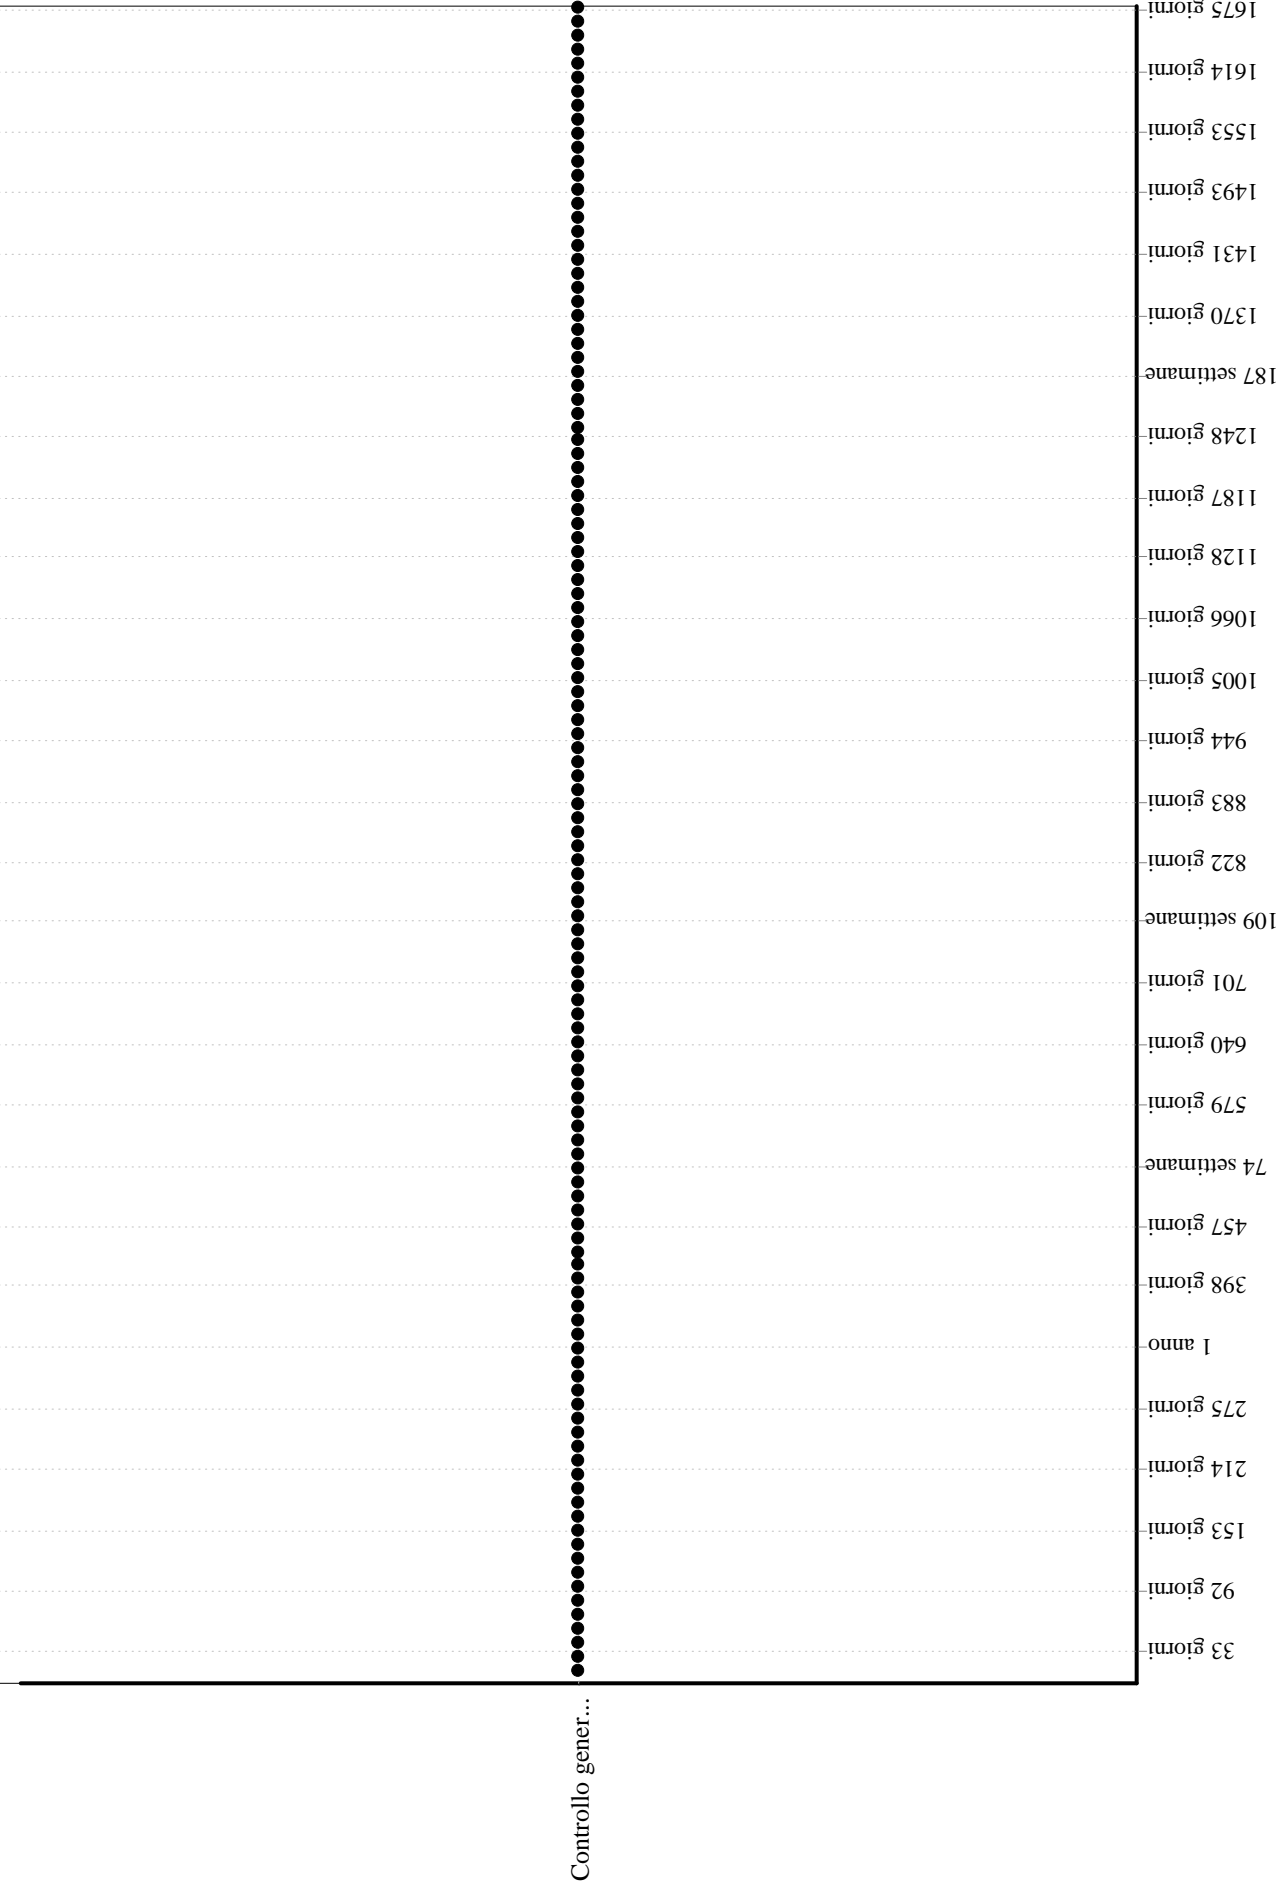 1675 giorni
1614 giorni
1553 giorni
1493 giorni
1431 giorni
1370 giorni
187 settimane
1248 giorni
1187 giorni
1128 giorni
1066 giorni
1005 giorni
944 giorni
883 giorni
822 giorni
109 settimane
701 giorni
640 giorni
579 giorni
74 settimane
457 giorni
398 giorni
1 anno
275 giorni
214 giorni
153 giorni
92 giorni
33 giorni
Controllo gener...